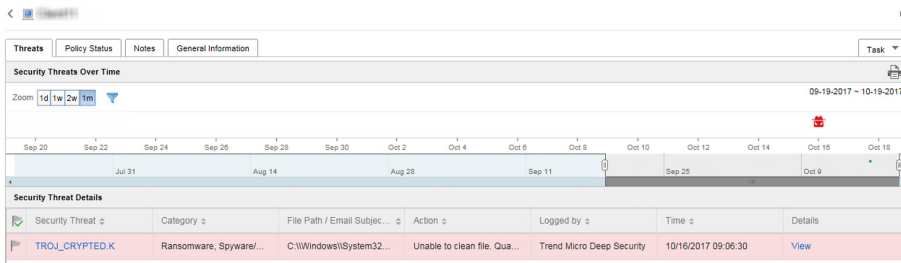 Threats Policy Status Notes General Information Task
Security Threats Over Time
Zoom 1d 1w 2w 1m 09-19-2017 ~ 10-19-2017
Sep 20 Sep 22 Sep 24 Sep 26 Sep 28 Sep 30 Oct 2 Oct 4 Oct 6 Oct 8 Oct 10 Oct 12 Oct 14 Oct 16 Oct 18
Jul 31 Aug 14 Aug 28 Sep 11 Sep 25 Oct 9
Security Threat Details
Security Threat Category File Path / Email Subjec... Action Logged by Time Details
TROJ_CRYPTED.K Ransomware, Spyware/... C:\\Windows\\System32... Unable to clean file. Qua... Trend Micro Deep Security 10/16/2017 09:06:30 View